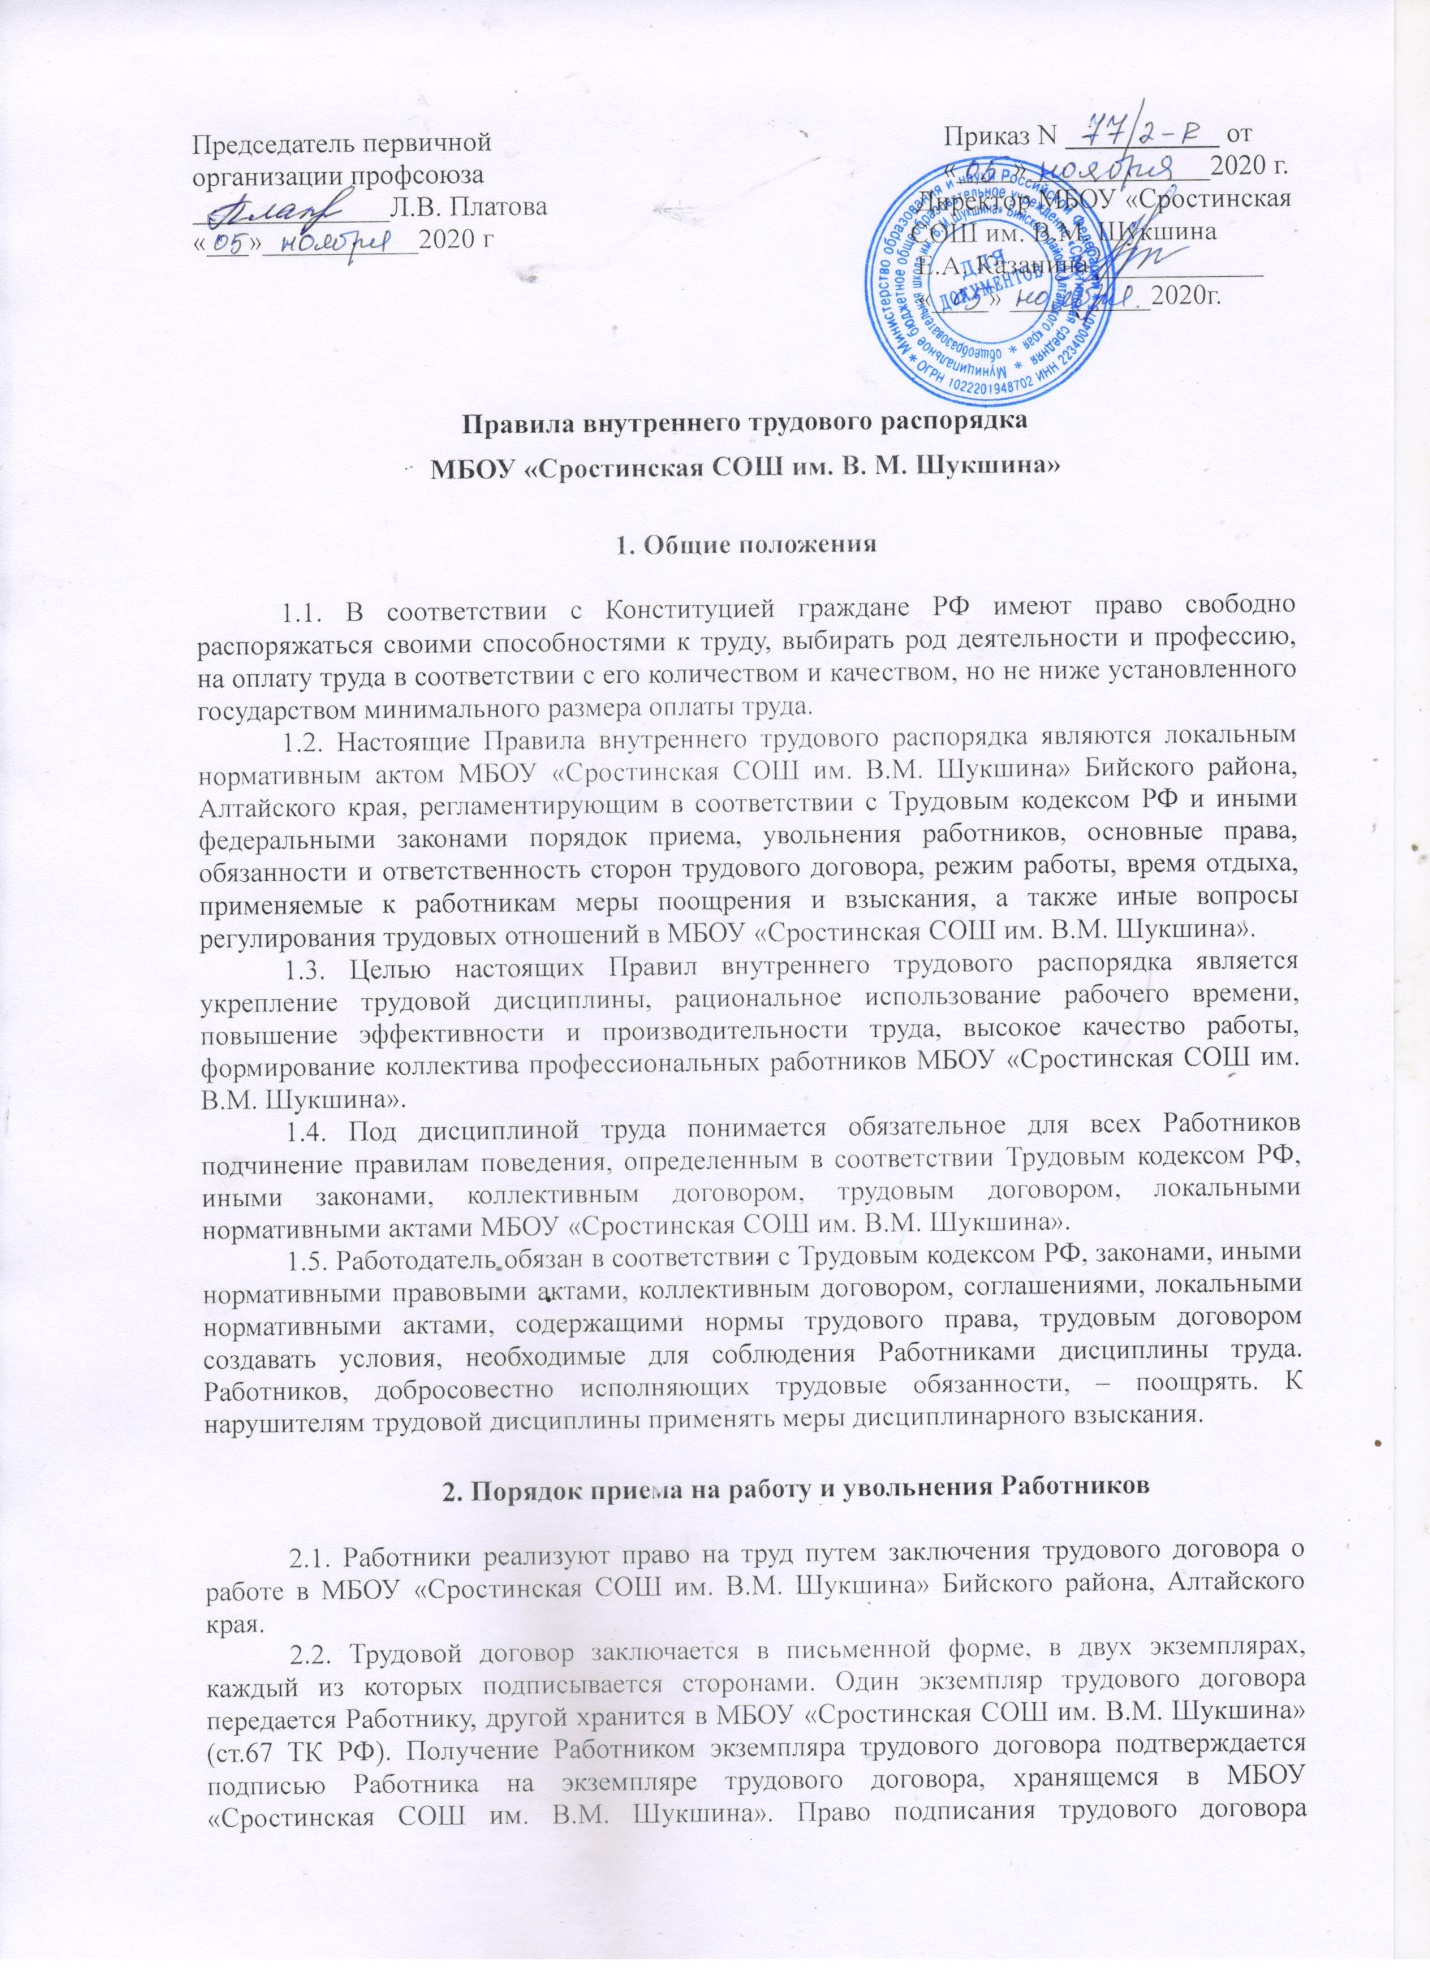 Председатель первичной
организации профсоюза
Л.В. Платова
«05» ноября 2020 г
Приказ N 77/2-Р от
«05» ноября 2020 г.
Директор МБОУ «Сростинская
СОШ им. В.М. Шукшина
Е.А. Казанина
«05» ноября 2020г.
ДЛЯ
ДОКУМЕНТОВ
Министерство образования и науки Российской Федерации * ОГРН 1022201948702 ИНН
Правила внутреннего трудового распорядка
МБОУ «Сростинская СОШ им. В. М. Шукшина»
1. Общие положения
1.1. В соответствии с Конституцией граждане РФ имеют право свободно
распоряжаться своими способностями к труду, выбирать род деятельности и профессию,
на оплату труда в соответствии с его количеством и качеством, но не ниже установленного
государством минимального размера оплаты труда.
1.2. Настоящие Правила внутреннего трудового распорядка являются локальным
нормативным актом МБОУ «Сростинская СОШ им. В.М. Шукшина» Бийского района,
Алтайского края, регламентирующим в соответствии с Трудовым кодексом РФ и иными
федеральными законами порядок приема, увольнения работников, основные права,
обязанности и ответственность сторон трудового договора, режим работы, время отдыха,
применяемые к работникам меры поощрения и взыскания, а также иные вопросы
регулирования трудовых отношений в МБОУ «Сростинская СОШ им. В.М. Шукшина».
1.3. Целью настоящих Правил внутреннего трудового распорядка является
укрепление трудовой дисциплины, рациональное использование рабочего времени,
повышение эффективности и производительности труда, высокое качество работы,
формирование коллектива профессиональных работников МБОУ «Сростинская СОШ им.
В.М. Шукшина».
1.4. Под дисциплиной труда понимается обязательное для всех Работников
подчинение правилам поведения, определенным в соответствии Трудовым кодексом РФ,
иными законами, коллективным договором, трудовым договором, локальными
нормативными актами МБОУ «Сростинская СОШ им. В.М. Шукшина».
1.5. Работодатель обязан в соответствии с Трудовым кодексом РФ, законами, иными
нормативными правовыми актами, коллективным договором, соглашениями, локальными
нормативными актами, содержащими нормы трудового права, трудовым договором
создавать условия, необходимые для соблюдения Работниками дисциплины труда.
Работников, добросовестно исполняющих трудовые обязанности, – поощрять. К
нарушителям трудовой дисциплины применять меры дисциплинарного взыскания.
2. Порядок приема на работу и увольнения Работников
2.1. Работники реализуют право на труд путем заключения трудового договора о
работе в МБОУ «Сростинская СОШ им. В.М. Шукшина» Бийского района, Алтайского
края.
2.2. Трудовой договор заключается в письменной форме, в двух экземплярах,
каждый из которых подписывается сторонами. Один экземпляр трудового договора
передается Работнику, другой хранится в МБОУ «Сростинская СОШ им. В.М. Шукшина»
(ст.67 ТК РФ). Получение Работником экземпляра трудового договора подтверждается
подписью Работника на экземпляре трудового договора, хранящемся в МБОУ
«Сростинская СОШ им. В.М. Шукшина». Право подписания трудового договора